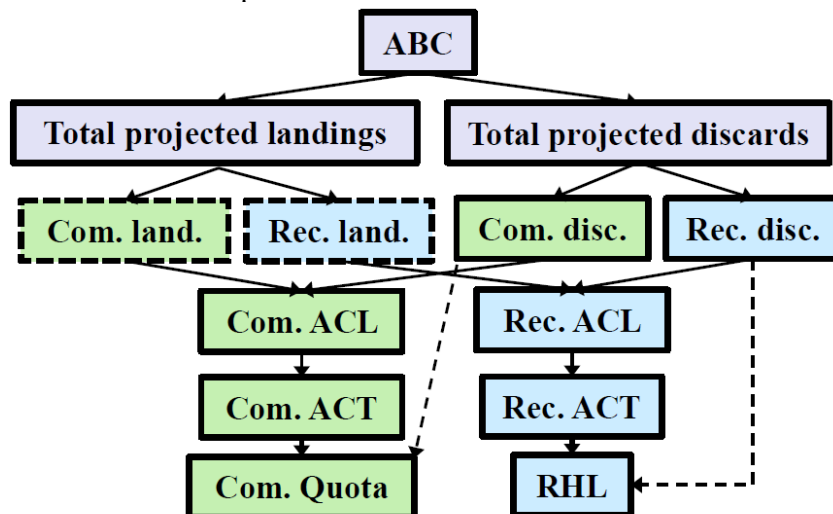 ABC
Total projected landings
Total projected discards
Com. land.
Rec. land.
Com. disc.
Rec. disc.
Com. ACL
Rec. ACL
Com. ACT
Rec. ACT
Com. Quota
RHL